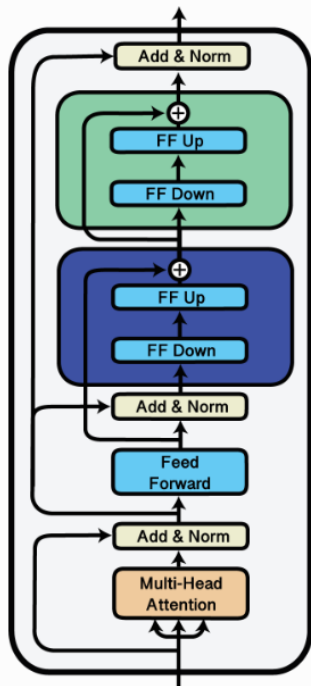 Add & Norm
FF Up
FF Down
FF Up
FF Down
Add & Norm
Feed
Forward
Add & Norm
Multi-Head
Attention